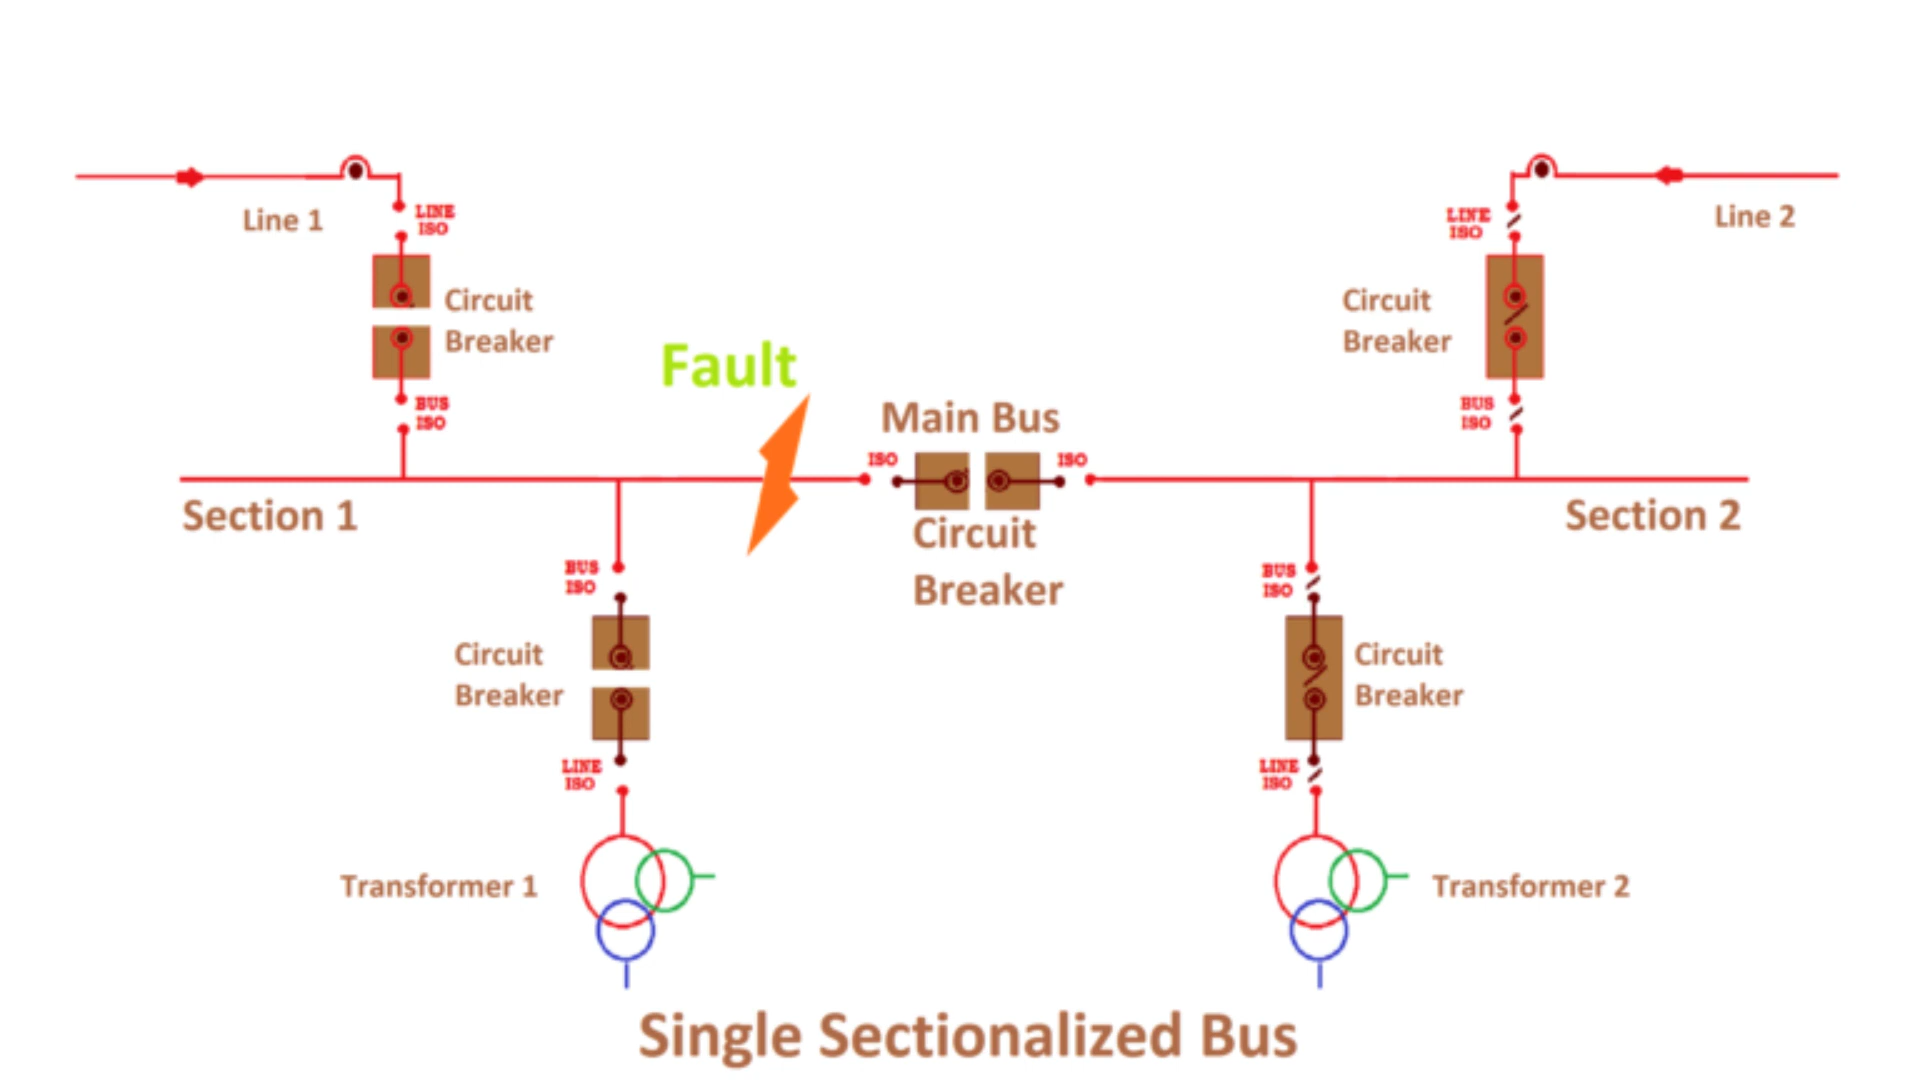 Line 1
LINE
ISO
Circuit
Breaker
BUS
ISO
Fault
Main Bus
ISO
ISO
Circuit
Breaker
Line 2
LINE
ISO
Circuit
Breaker
BUS
ISO
Section 1
Section 2
BUS
ISO
Circuit
Breaker
LINE
ISO
Transformer 1
BUS
ISO
Circuit
Breaker
LINE
ISO
Transformer 2
Single Sectionalized Bus